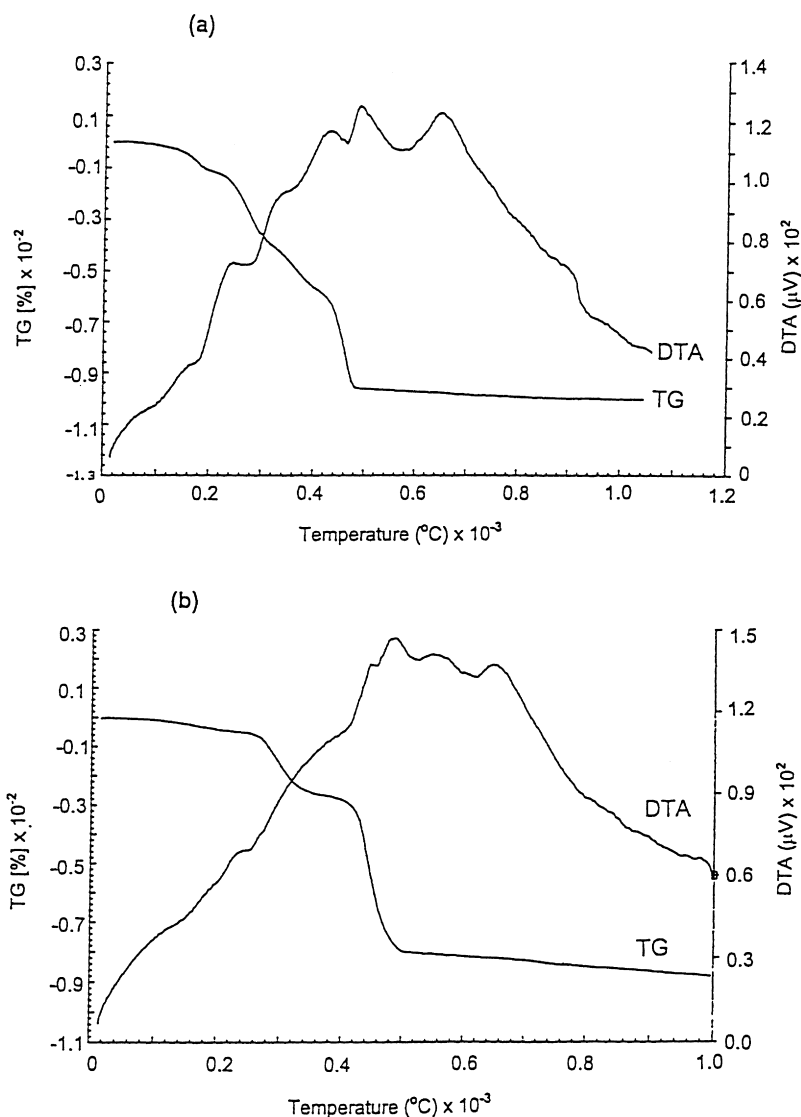 (a)
0.3
0.1
-0.1
-0.3
-0.5
-0.7
-0.9
-1.1
-1.3
TG [%] x 10⁻²
1.4
1.2
1.0
0.8
0.6
0.4
0.2
0
DTA (μV) x 10²
DTA
TG
0 0.2 0.4 0.6 0.8 1.0 1.2
Temperature (°C) x 10⁻³
(b)
0.3
0.1
-0.1
-0.3
-0.5
-0.7
-0.9
-1.1
TG [%] x 10⁻²
1.5
1.2
0.9
0.6
0.3
0.0
DTA (μV) x 10²
DTA
TG
0 0.2 0.4 0.6 0.8 1.0
Temperature (°C) x 10⁻³